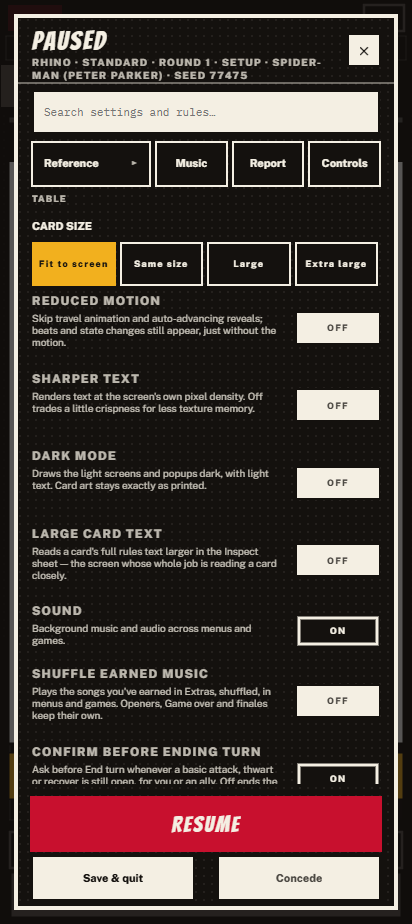 PAUSED
RHINO · STANDARD · ROUND 1 · SETUP · SPIDER-
MAN (PETER PARKER) · SEED 77475
×
Search settings and rules…
Reference ► Music Report Controls
TABLE
CARD SIZE
Fit to screen Same size Large Extra large
REDUCED MOTION
Skip travel animation and auto-advancing reveals;
beats and state changes still appear, just without the
motion.
OFF
SHARPER TEXT
Renders text at the screen's own pixel density. Off
trades a little crispness for less texture memory.
OFF
DARK MODE
Draws the light screens and popups dark, with light
text. Card art stays exactly as printed.
OFF
LARGE CARD TEXT
Reads a card's full rules text larger in the Inspect
sheet — the screen whose whole job is reading a card
closely.
OFF
SOUND
Background music and audio across menus and
games.
ON
SHUFFLE EARNED MUSIC
Plays the songs you've earned in Extras, shuffled, in
menus and games. Openers, Game over and finales
keep their own.
OFF
CONFIRM BEFORE ENDING TURN
Ask before End turn whenever a basic attack, thwart
or recover is still open, for you or an ally. Off ends the
ON
RESUME
Save & quit Concede